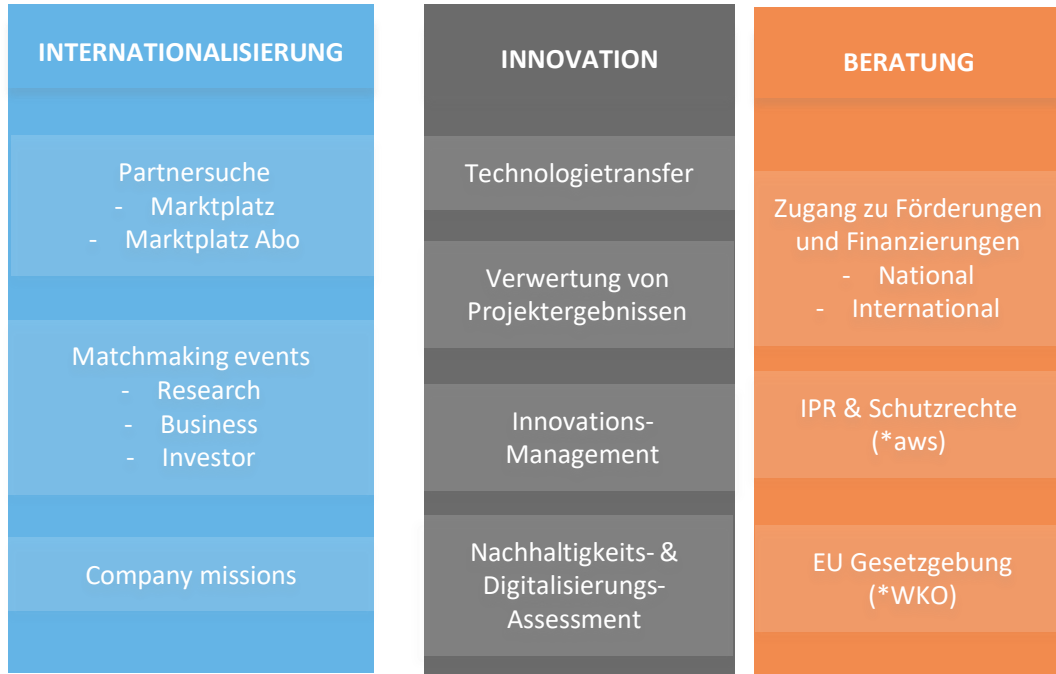 INTERNATIONALISIERUNG
Partnersuche
- Marktplatz
- Marktplatz Abo
Matchmaking events
- Research
- Business
- Investor
Company missions
INNOVATION
Technologietransfer
Verwertung von
Projektergebnissen
Innovations-
Management
Nachhaltigkeits- &
Digitalisierungs-
Assessment
BERATUNG
Zugang zu Förderungen
und Finanzierungen
- National
- International
IPR & Schutzrechte
(*aws)
EU Gesetzgebung
(*WKO)